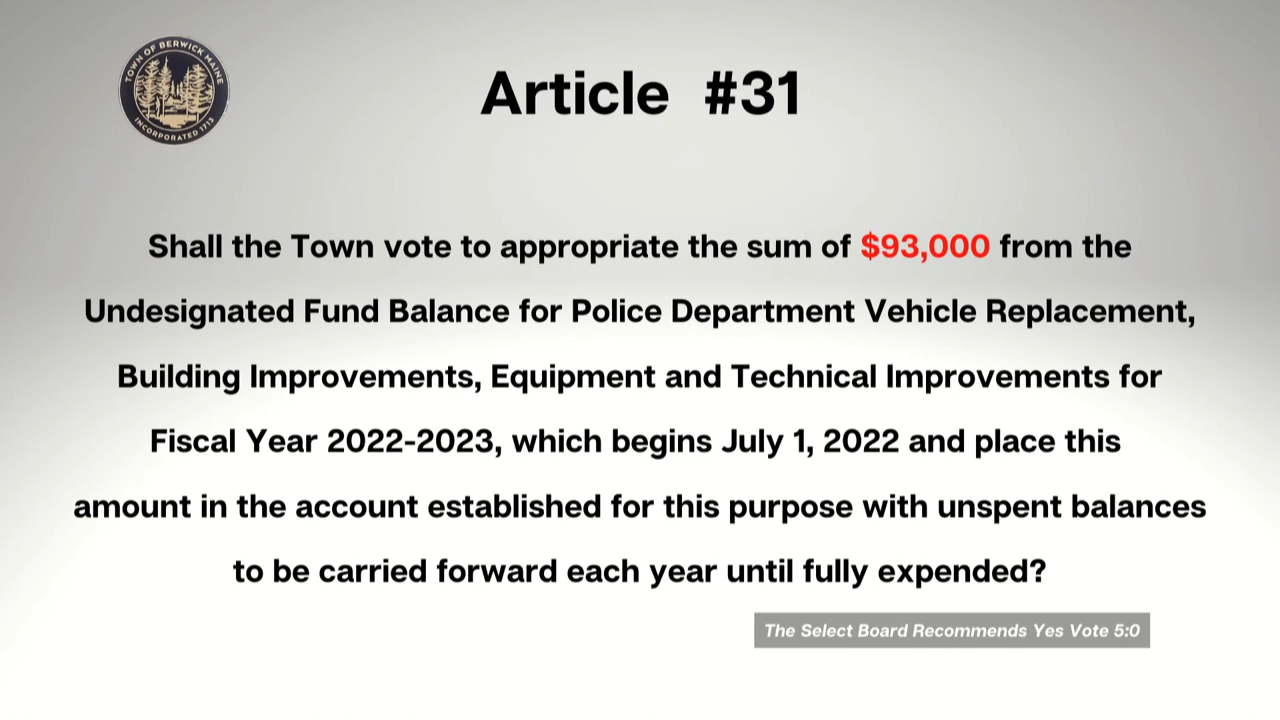 TOWN OF BERWICK MAINE
INCORPORATED 1713
Article #31
Shall the Town vote to appropriate the sum of $93,000 from the
Undesignated Fund Balance for Police Department Vehicle Replacement,
Building Improvements, Equipment and Technical Improvements for
Fiscal Year 2022-2023, which begins July 1, 2022 and place this
amount in the account established for this purpose with unspent balances
to be carried forward each year until fully expended?
The Select Board Recommends Yes Vote 5:0